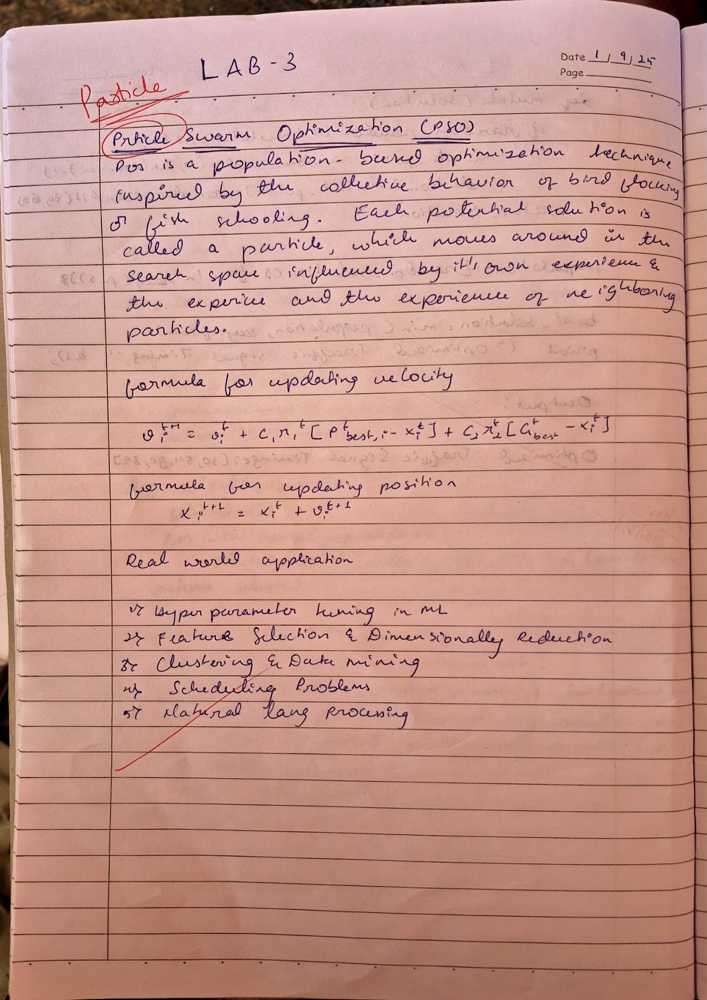 LAB-3
Date 1/9/25
Page
Particle
Prticle Swarm Optimization (PSO)
Pos is a population-based optimization technique
inspired by the collective behavior of bird flocking
or fish schooling. Each potential solution is
called a particle, which moves around in the
search space influenced by it's own experience &
the experice and the experience of neighboring
particles.
formula for updating velocity
v_i^{t+1} = v_i^t + C_1 r_1^t [P^t_{best, i} - x_i^t] + C_2 r_2^t [G^t_{best} - x_i^t]
formula for updating position
x_i^{t+1} = x_i^t + v_i^{t+1}
Real world application
1) Hyper parameter tuning in ML
2) Feature Selection & Dimensionally Reduction
3) Clustering & Data mining
4) Scheduling Problems
5) Natural lang processing